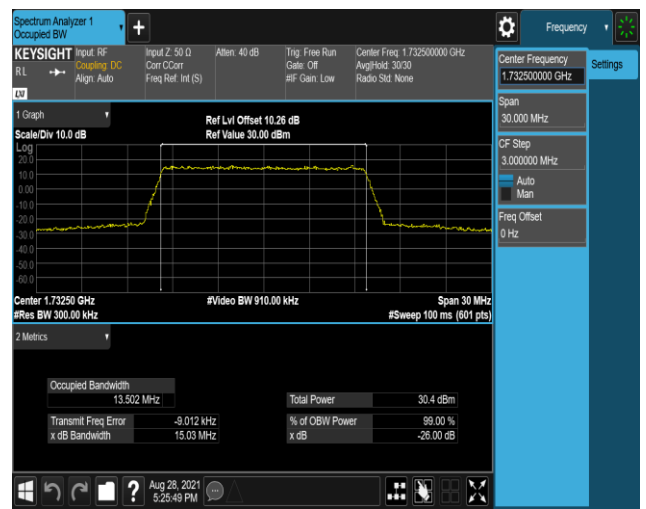 Spectrum Analyzer 1
Occupied BW
+
Frequency
KEYSIGHT
RL
LXI
Input: RF
Coupling: DC
Align: Auto
Input Z: 50 Ω
Corr CCorr
Freq Ref: Int (S)
Atten: 40 dB
Trig: Free Run
Gate: Off
#IF Gain: Low
Center Freq: 1.732500000 GHz
Avg|Hold: 30/30
Radio Std: None
Center Frequency
1.732500000 GHz
Settings
Span
30.000 MHz
CF Step
3.000000 MHz
Auto
Man
Freq Offset
0 Hz
1 Graph
Scale/Div 10.0 dB
Ref Lvl Offset 10.26 dB
Ref Value 30.00 dBm
Log
20.0
10.0
0.00
-10.0
-20.0
-30.0
-40.0
-50.0
-60.0
Center 1.73250 GHz
#Video BW 910.00 kHz
Span 30 MHz
#Res BW 300.00 kHz
#Sweep 100 ms (601 pts)
2 Metrics
Occupied Bandwidth
13.502 MHz
Total Power 30.4 dBm
Transmit Freq Error -9.012 kHz
% of OBW Power 99.00 %
x dB Bandwidth 15.03 MHz
x dB -26.00 dB
?
Aug 28, 2021
5:25:49 PM